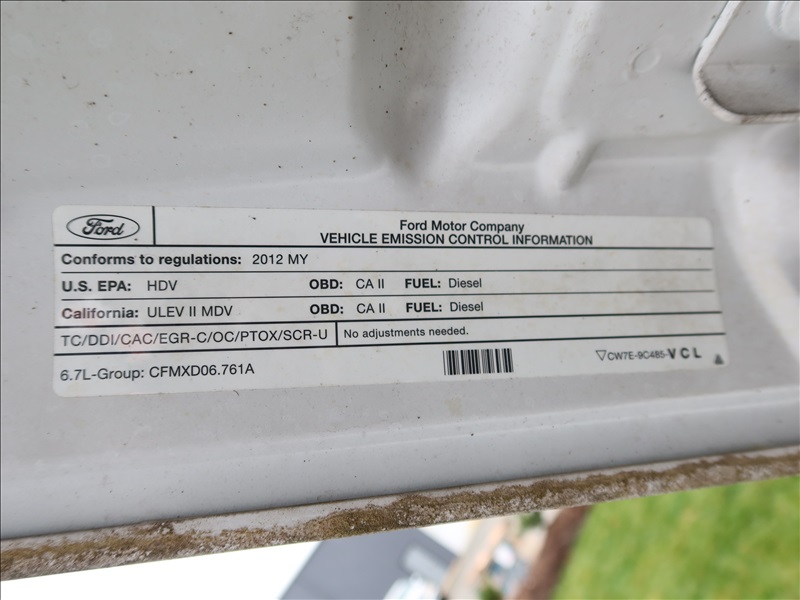 Ford
Ford Motor Company
VEHICLE EMISSION CONTROL INFORMATION
Conforms to regulations: 2012 MY
U.S. EPA: HDV OBD: CA II FUEL: Diesel
California: ULEV II MDV OBD: CA II FUEL: Diesel
TC/DDI/CAC/EGR-C/OC/PTOX/SCR-U No adjustments needed.
6.7L-Group: CFMXD06.761A
CW7E-9C485-VCL